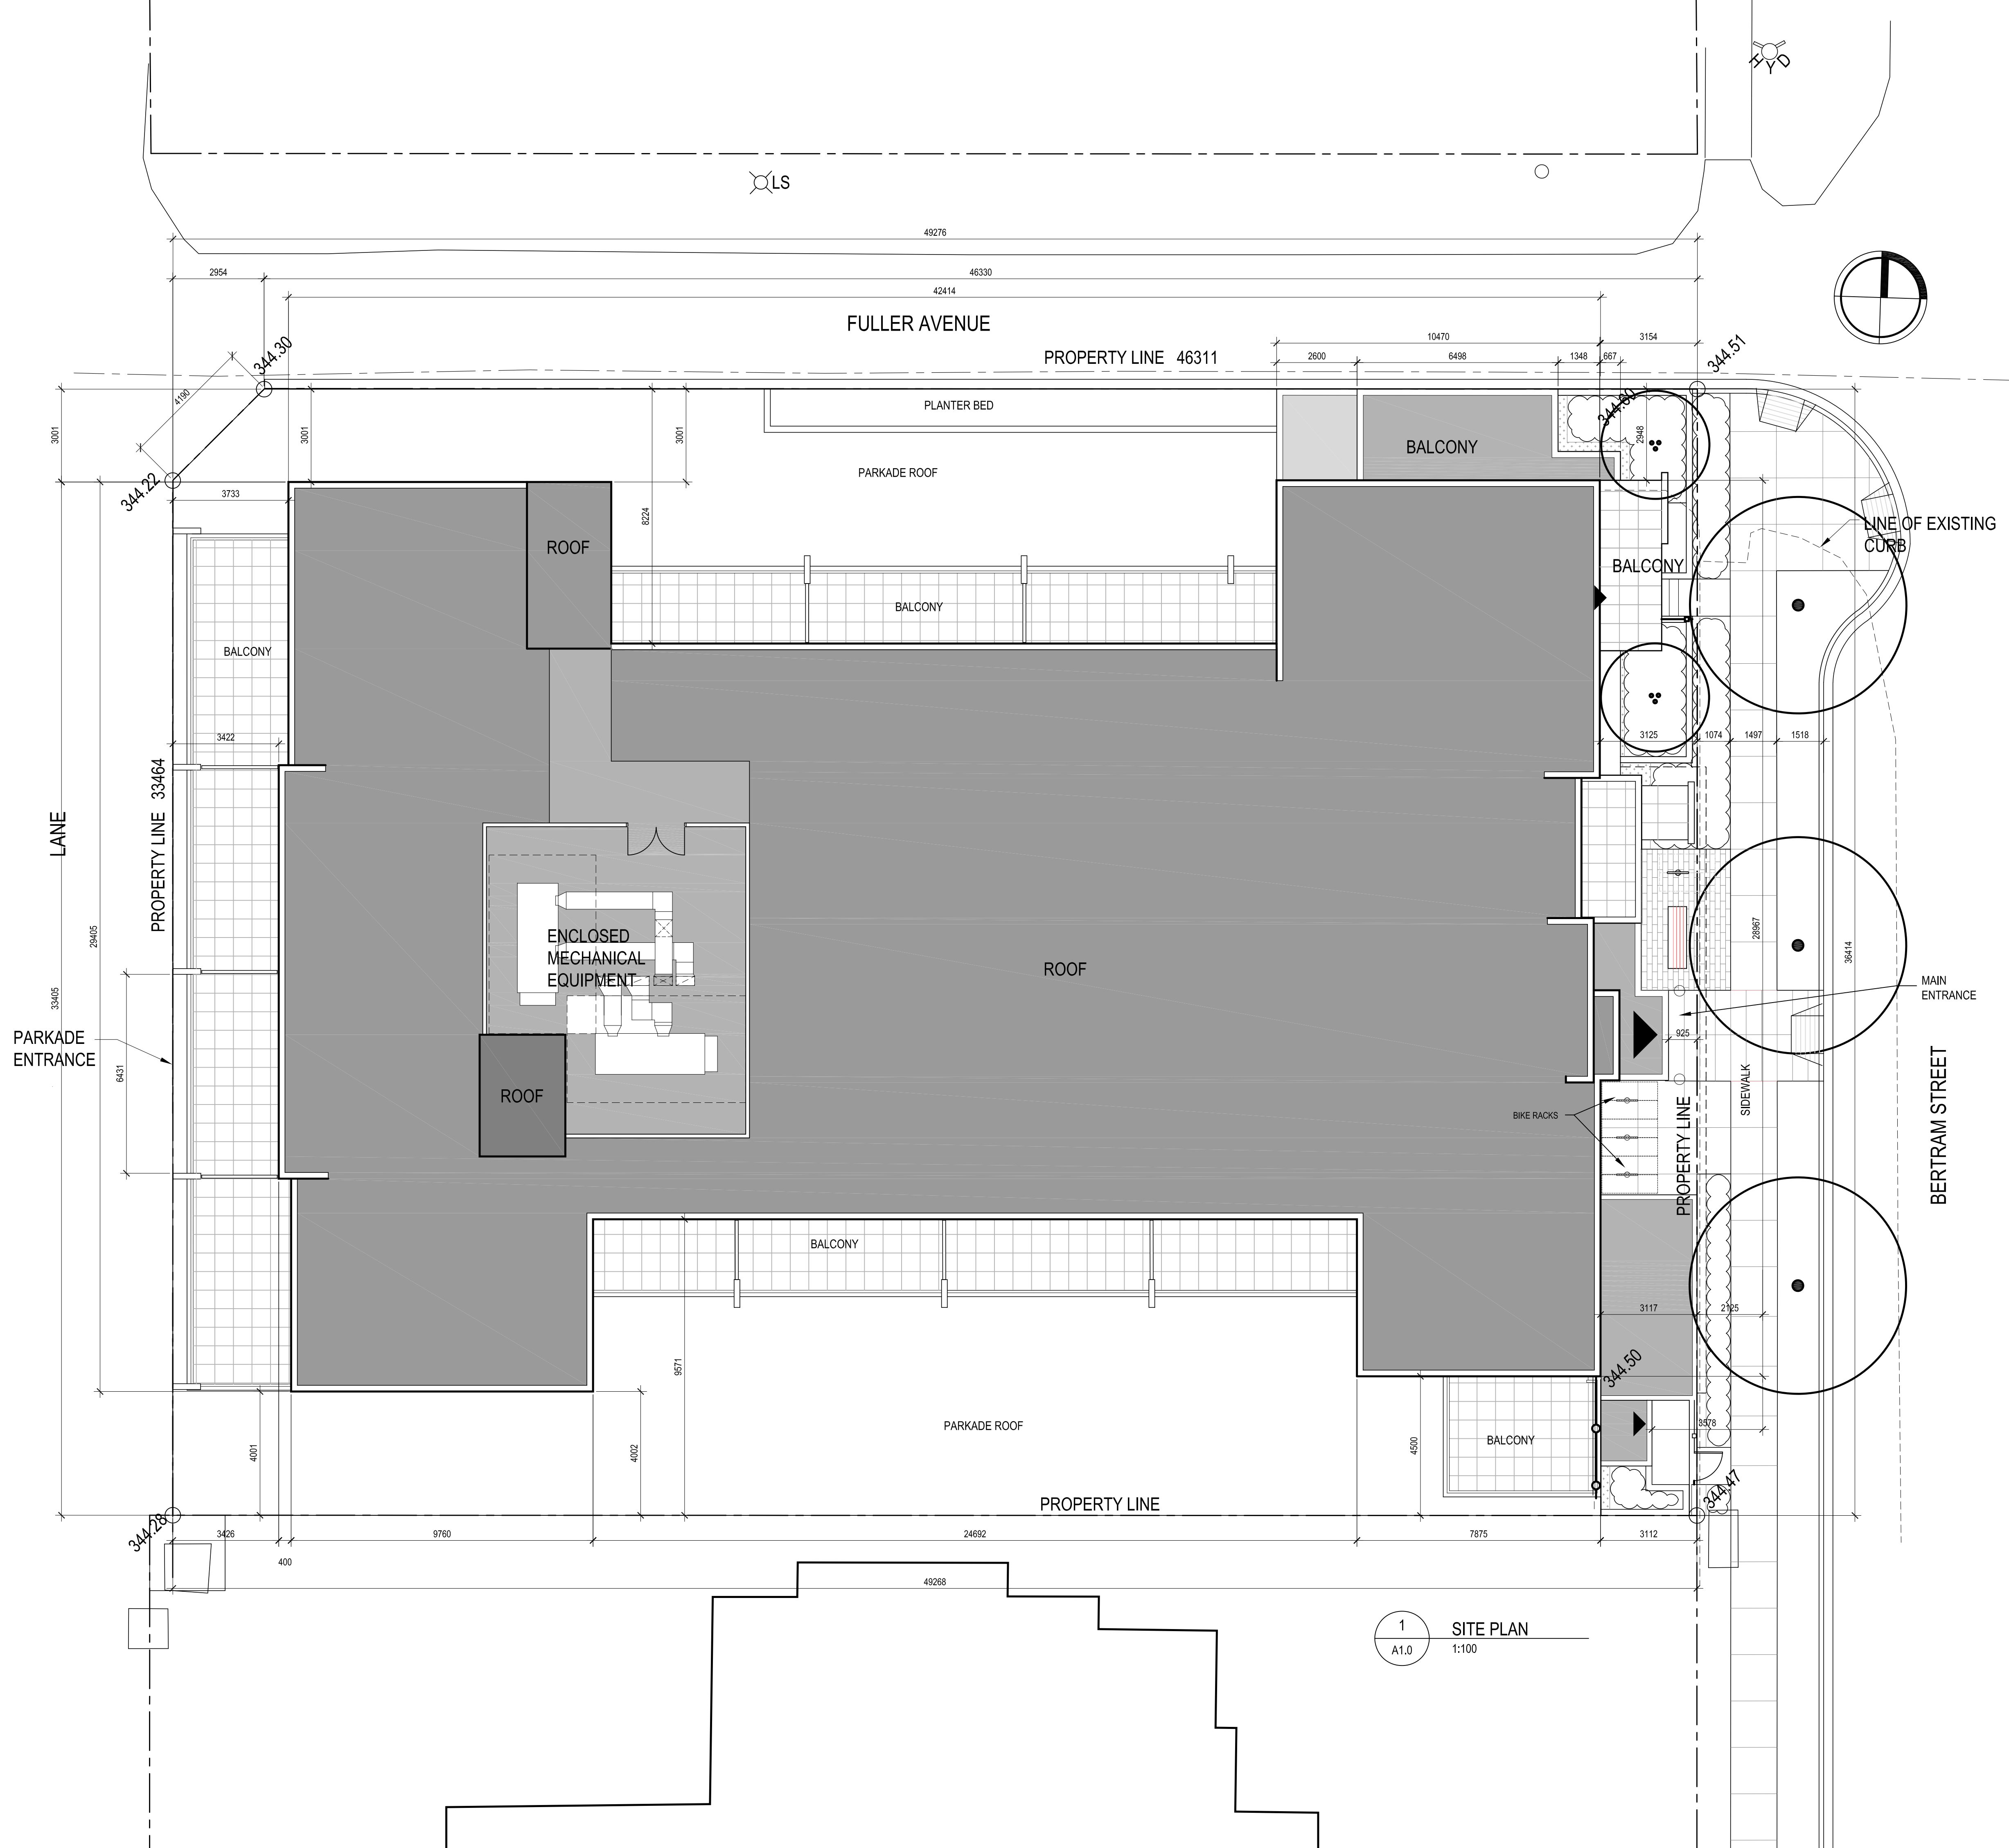 HYD
LS
49276
2954
46330
42414
FULLER AVENUE
10470
3154
PROPERTY LINE 46311
2600
6498
1348
667
344.30
344.51
4190
3001
3001
3001
PLANTER BED
344.60
2948
BALCONY
PARKADE ROOF
344.22
3733
8224
ROOF
LINE OF EXISTING
CURB
BALCONY
BALCONY
BALCONY
3422
3125
1074
1497
1518
PROPERTY LINE 33464
LANE
29405
33405
28967
36414
ENCLOSED
MECHANICAL
EQUIPMENT
ROOF
MAIN
ENTRANCE
925
PARKADE
ENTRANCE
6431
ROOF
SIDEWALK
BIKE RACKS
PROPERTY LINE
BERTRAM STREET
BALCONY
3117
2125
9571
344.50
3578
PARKADE ROOF
4001
4002
4500
BALCONY
344.47
PROPERTY LINE
344.28
3426
9760
24692
7875
3112
400
49268
1
A1.0
SITE PLAN
1:100